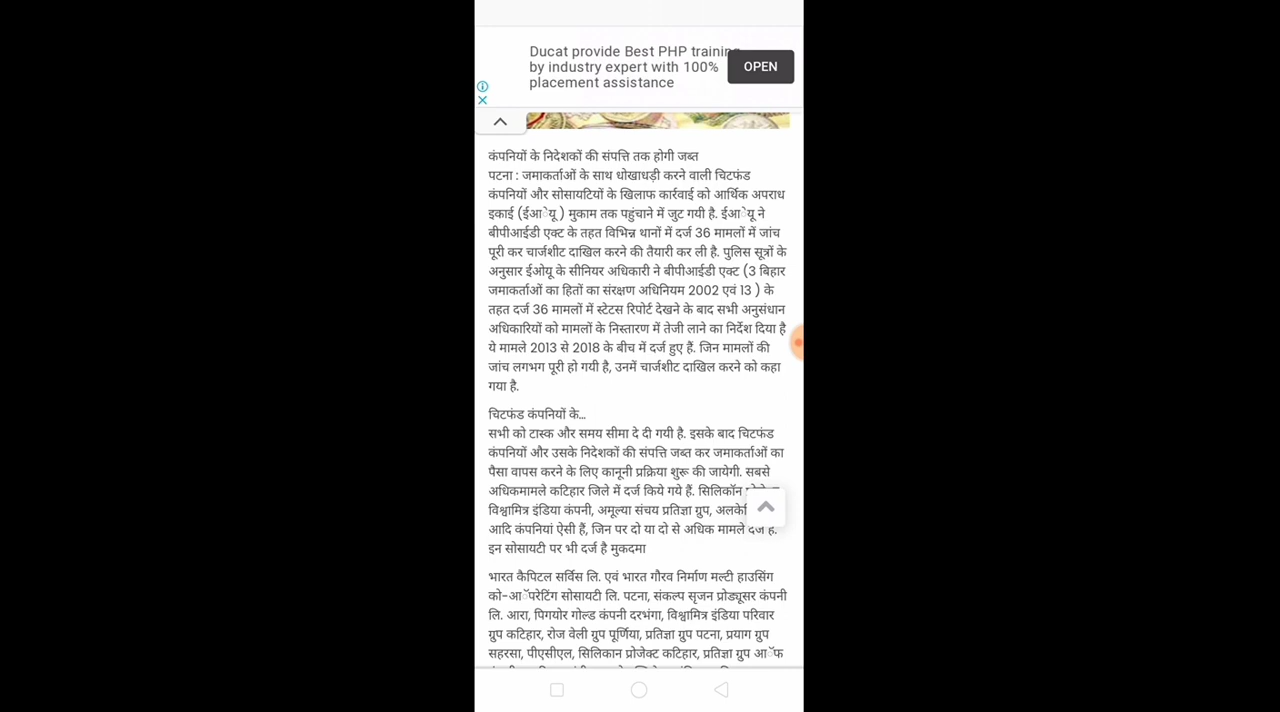 Ducat provide Best PHP training
by industry expert with 100%
placement assistance
OPEN
कंपनियों के निदेशकों की संपत्ति तक होगी जब्त
पटना : जमाकर्ताओं के साथ धोखाधड़ी करने वाली चिटफंड
कंपनियों और सोसायटियों के खिलाफ कार्रवाई को आर्थिक अपराध
इकाई (ईआेयू ) मुकाम तक पहुंचाने में जुट गयी है. ईआेयू ने
बीपीआईडी एक्ट के तहत विभिन्न थानों में दर्ज 36 मामलों में जांच
पूरी कर चार्जशीट दाखिल करने की तैयारी कर ली है. पुलिस सूत्रों के
अनुसार ईओयू के सीनियर अधिकारी ने बीपीआईडी एक्ट (3 बिहार
जमाकर्ताओं का हितों का संरक्षण अधिनियम 2002 एवं 13 ) के
तहत दर्ज 36 मामलों में स्टेटस रिपोर्ट देखने के बाद सभी अनुसंधान
अधिकारियों को मामलों के निस्तारण में तेजी लाने का निर्देश दिया है
ये मामले 2013 से 2018 के बीच में दर्ज हुए हैं. जिन मामलों की
जांच लगभग पूरी हो गयी है, उनमें चार्जशीट दाखिल करने को कहा
गया है.
चिटफंड कंपनियों के...
सभी को टास्क और समय सीमा दे दी गयी है. इसके बाद चिटफंड
कंपनियों और उसके निदेशकों की संपत्ति जब्त कर जमाकर्ताओं का
पैसा वापस करने के लिए कानूनी प्रक्रिया शुरू की जायेगी. सबसे
अधिकमामले कटिहार जिले में दर्ज किये गये हैं. सिलिकॉन
विश्वामित्र इंडिया कंपनी, अमूल्या संचय प्रतिज्ञा ग्रुप,
आदि कंपनियां ऐसी हैं, जिन पर दो या दो से अधिक मामले दर्ज हैं.
इन सोसायटी पर भी दर्ज है मुकदमा
भारत कैपिटल सर्विस लि. एवं भारत गौरव निर्माण मल्टी हाउसिंग
को-आॅपरेटिंग सोसायटी लि. पटना, संकल्प सृजन प्रोड्यूसर कंपनी
लि. आरा, पिगयोर गोल्ड कंपनी दरभंगा, विश्वामित्र इंडिया परिवार
ग्रुप कटिहार, रोज वेली ग्रुप पूर्णिया, प्रतिज्ञा ग्रुप पटना, प्रयाग ग्रुप
सहरसा, पीएसीएल, सिलिकान प्रोजेक्ट कटिहार, प्रतिज्ञा ग्रुप आॅफ